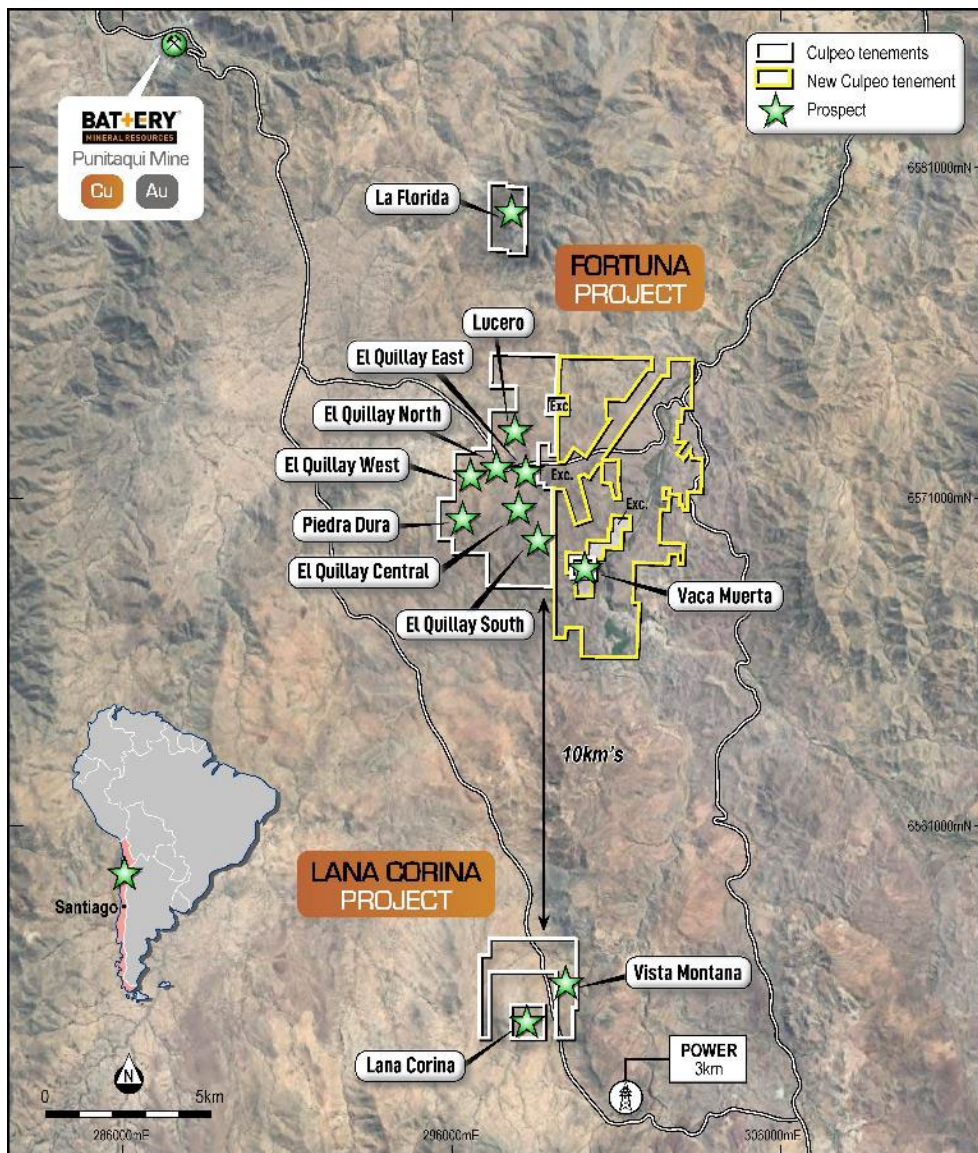 BATTERY
MINERAL RESOURCES
Punitaqui Mine
Cu
Au
Culpeo tenements
New Culpeo tenement
Prospect
6581000mN
La Florida
FORTUNA
PROJECT
Lucero
El Quillay East
Exc.
El Quillay North
El Quillay West
Exc.
Exc.
6571000mN
Piedra Dura
El Quillay Central
Vaca Muerta
El Quillay South
10km's
6561000mN
LANA CORINA
PROJECT
Santiago
Vista Montana
Lana Corina
POWER
3km
N
0
5km
286000mE
296000mE
306000mE